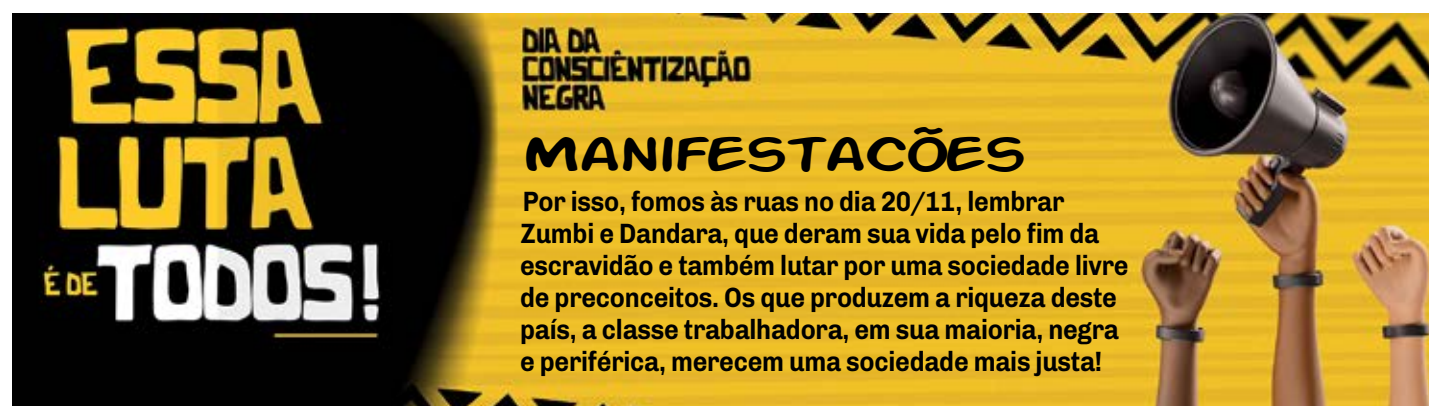 ESSA
LUTA
É DE TODOS!
DIA DA
CONSCIÊNTIZAÇÃO
NEGRA
MANIFESTACÕES
Por isso, fomos às ruas no dia 20/11, lembrar
Zumbi e Dandara, que deram sua vida pelo fim da
escravidão e também lutar por uma sociedade livre
de preconceitos. Os que produzem a riqueza deste
país, a classe trabalhadora, em sua maioria, negra
e periférica, merecem uma sociedade mais justa!